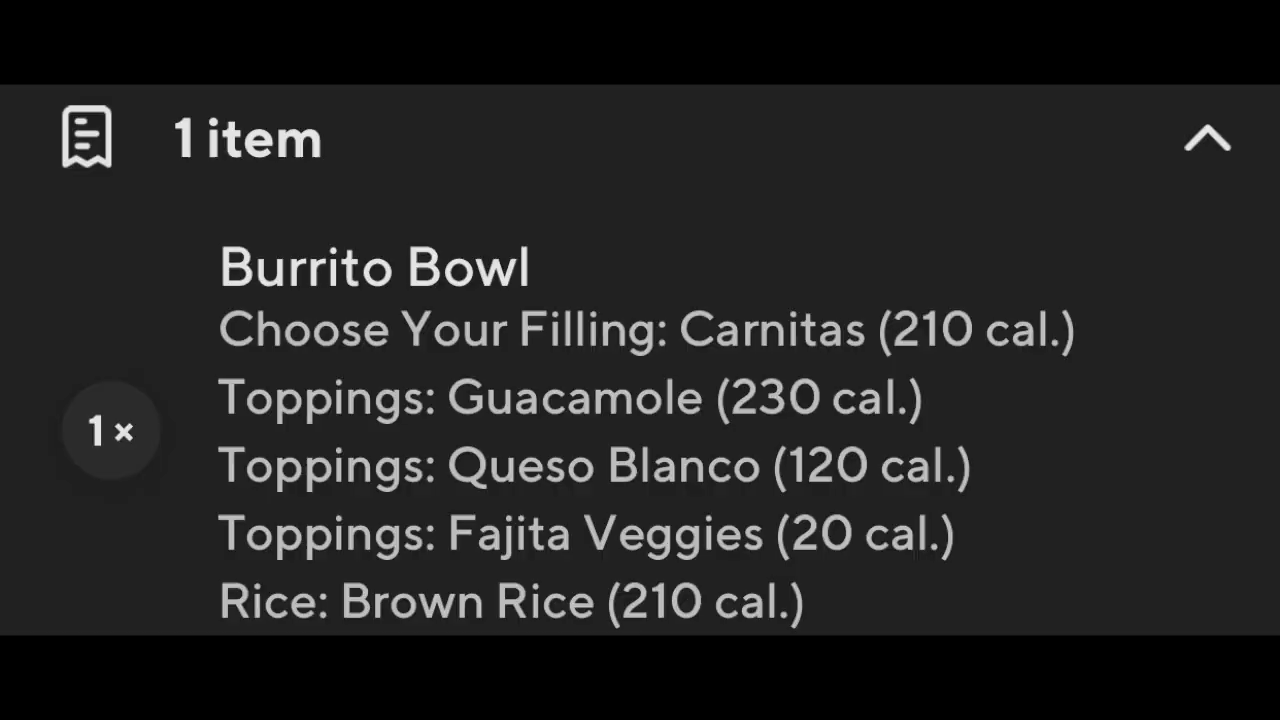 1 item
Burrito Bowl
Choose Your Filling: Carnitas (210 cal.)
Toppings: Guacamole (230 cal.)
1 ×
Toppings: Queso Blanco (120 cal.)
Toppings: Fajita Veggies (20 cal.)
Rice: Brown Rice (210 cal.)